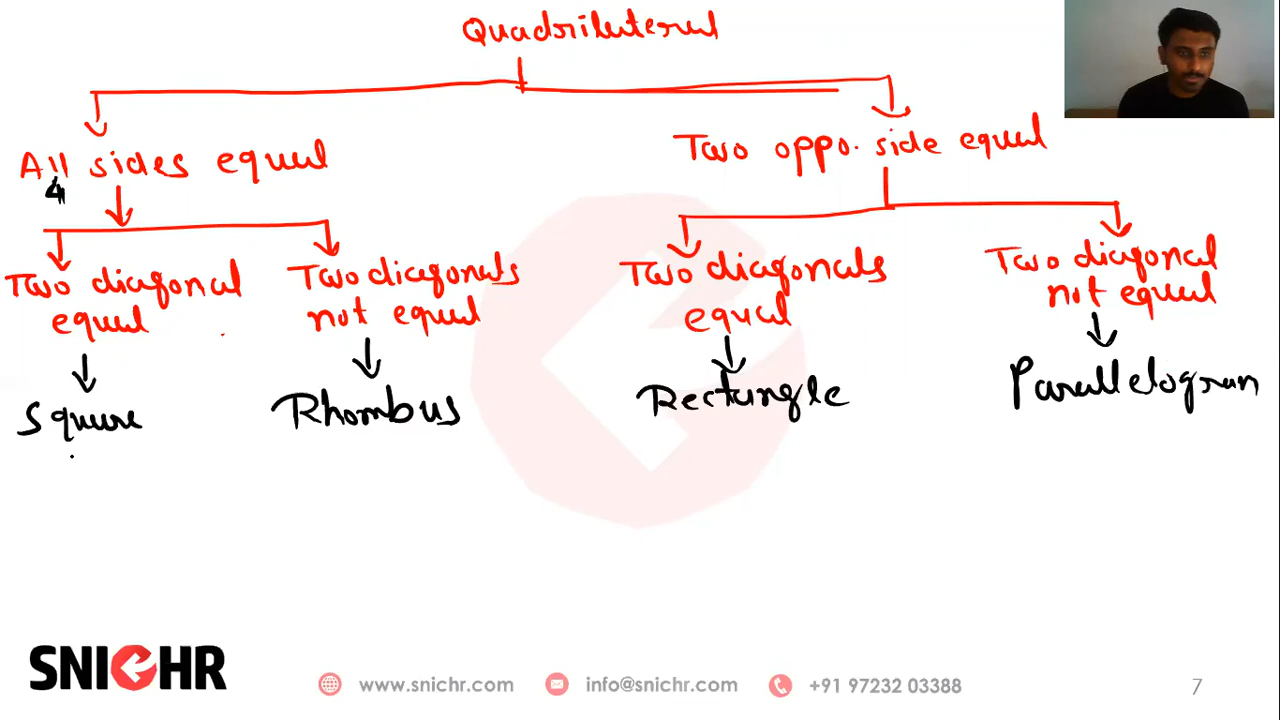 Quadrilateral
All sides equal
4
Two oppo. side equal
Two diagonal
equal
Two diagonals
not equal
Two diagonals
equal
Two diagonal
not equal
Square
Rhombus
Rectangle
Parallelogram
SNICHR
www.snichr.com
info@snichr.com
+91 97232 03388
7